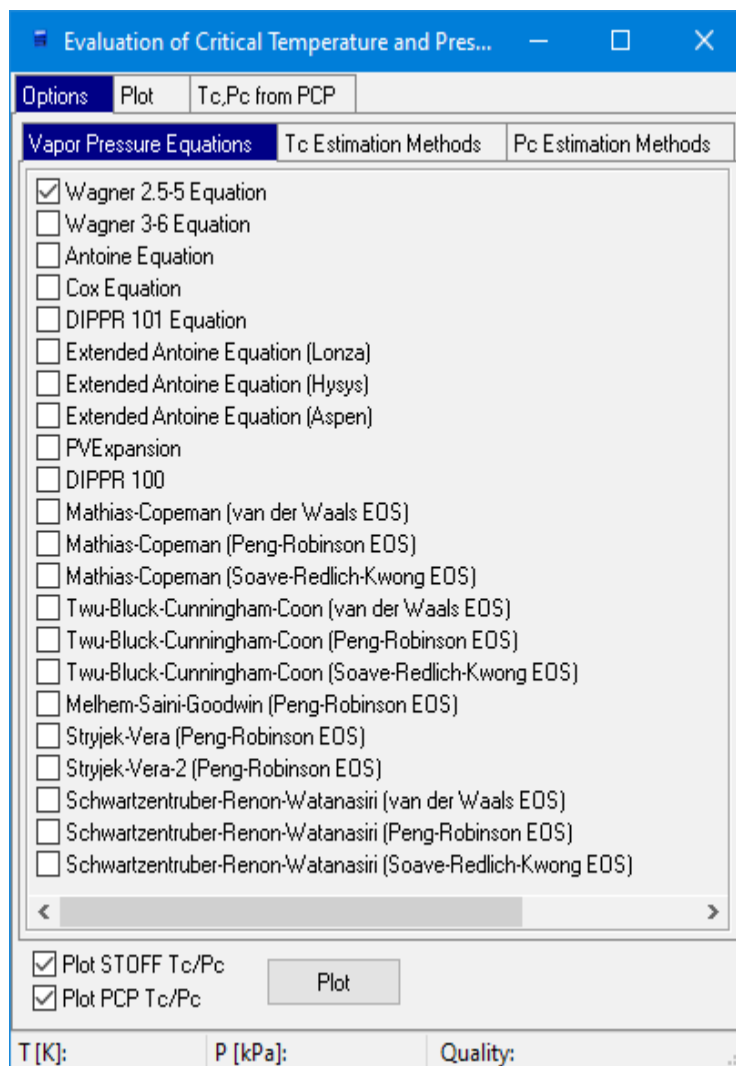 Evaluation of Critical Temperature and Pres...
Options Plot Tc,Pc from PCP
Vapor Pressure Equations Tc Estimation Methods Pc Estimation Methods
Wagner 2.5-5 Equation
Wagner 3-6 Equation
Antoine Equation
Cox Equation
DIPPR 101 Equation
Extended Antoine Equation (Lonza)
Extended Antoine Equation (Hysys)
Extended Antoine Equation (Aspen)
PVExpansion
DIPPR 100
Mathias-Copeman (van der Waals EOS)
Mathias-Copeman (Peng-Robinson EOS)
Mathias-Copeman (Soave-Redlich-Kwong EOS)
Twu-Bluck-Cunningham-Coon (van der Waals EOS)
Twu-Bluck-Cunningham-Coon (Peng-Robinson EOS)
Twu-Bluck-Cunningham-Coon (Soave-Redlich-Kwong EOS)
Melhem-Saini-Goodwin (Peng-Robinson EOS)
Stryjek-Vera (Peng-Robinson EOS)
Stryjek-Vera-2 (Peng-Robinson EOS)
Schwartzentruber-Renon-Watanasiri (van der Waals EOS)
Schwartzentruber-Renon-Watanasiri (Peng-Robinson EOS)
Schwartzentruber-Renon-Watanasiri (Soave-Redlich-Kwong EOS)
Plot STOFF Tc/Pc
Plot PCP Tc/Pc
Plot
T [K]: P [kPa]: Quality: